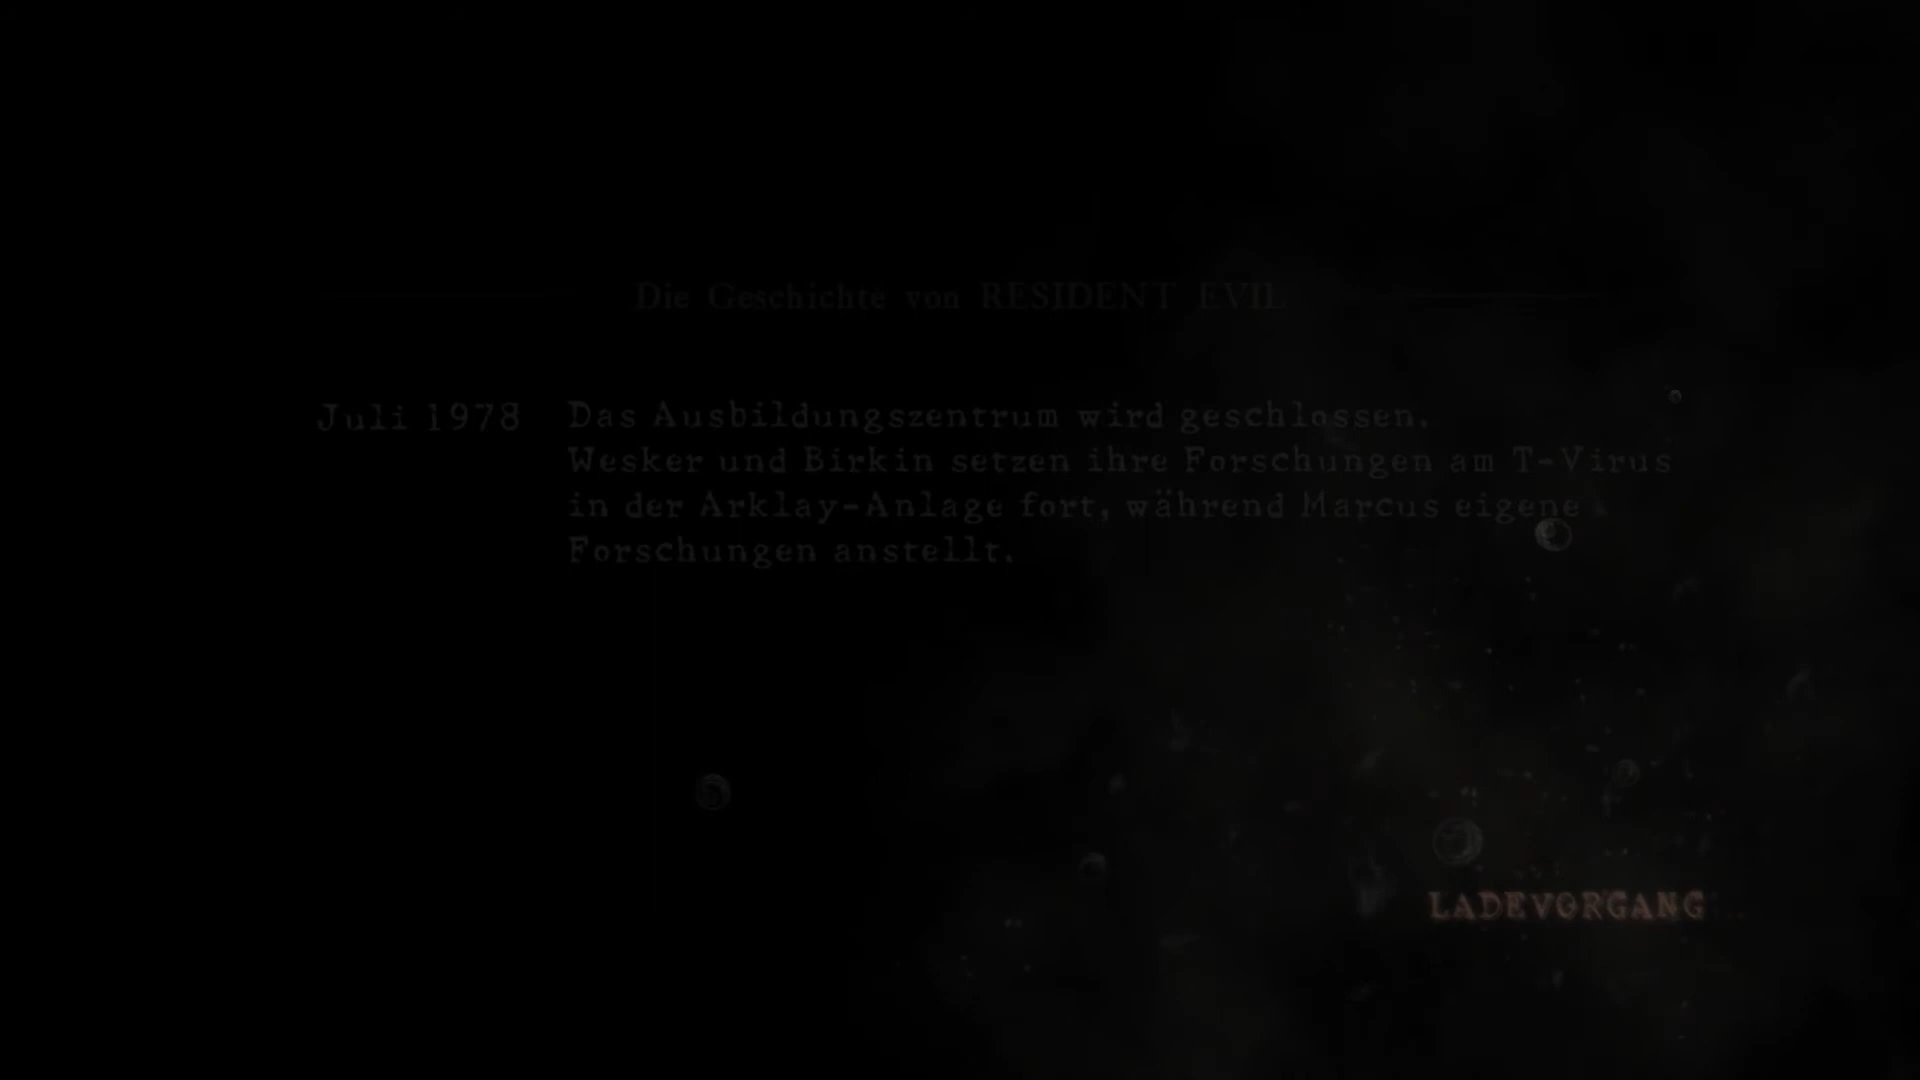 Die Geschichte von RESIDENT EVIL
Juli 1978 Das Ausbildungszentrum wird geschlossen.
Wesker und Birkin setzen ihre Forschungen am T-Virus
in der Arklay-Anlage fort, während Marcus eigene
Forschungen anstellt.
LADEVORGANG...